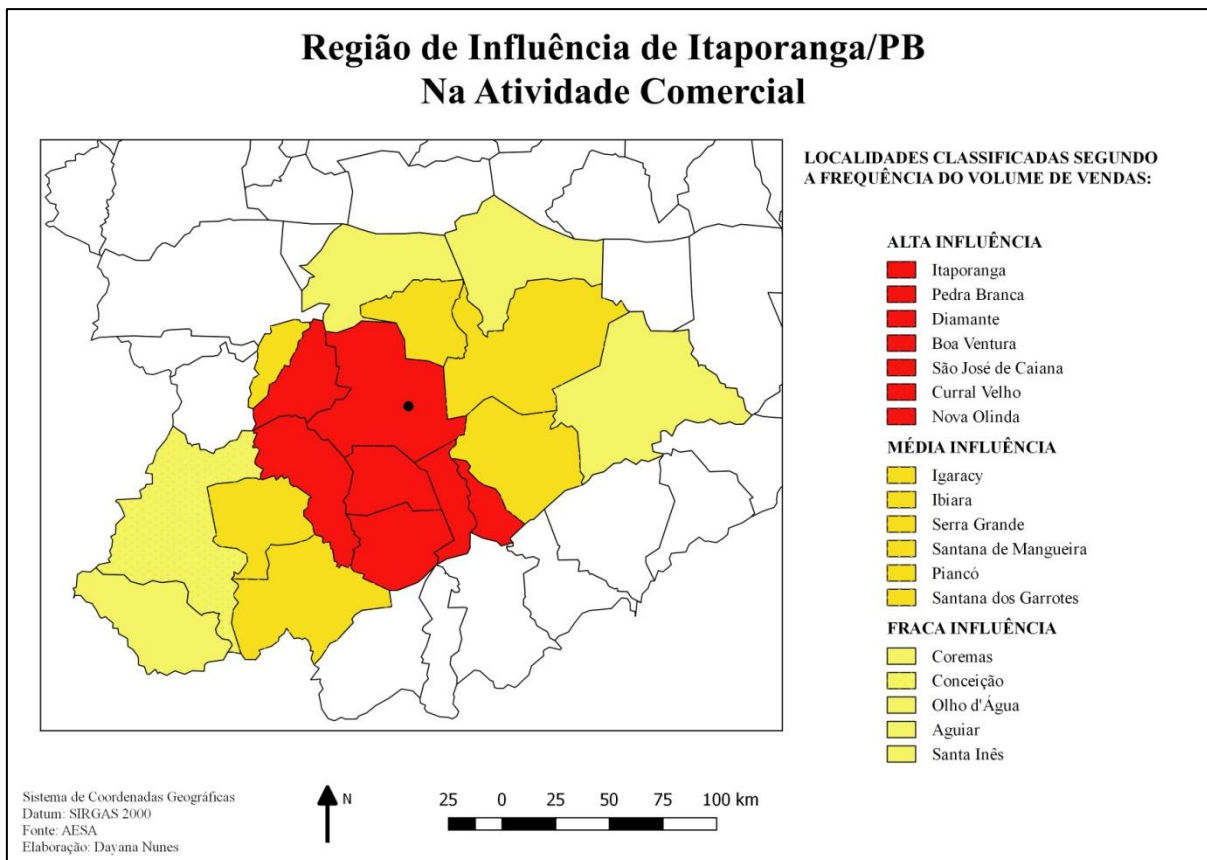 Região de Influência de Itaporanga/PB
Na Atividade Comercial
LOCALIDADES CLASSIFICADAS SEGUNDO
A FREQUÊNCIA DO VOLUME DE VENDAS:
ALTA INFLUÊNCIA
Itaporanga
Pedra Branca
Diamante
Boa Ventura
São José de Caiana
Curral Velho
Nova Olinda
MÉDIA INFLUÊNCIA
Igaracy
Ibiara
Serra Grande
Santana de Mangueira
Piancó
Santana dos Garrotes
FRACA INFLUÊNCIA
Coremas
Conceição
Olho d'Água
Aguiar
Santa Inês
Sistema de Coordenadas Geográficas
Datum: SIRGAS 2000
Fonte: AESA
Elaboração: Dayana Nunes
N
25 0 25 50 75 100 km